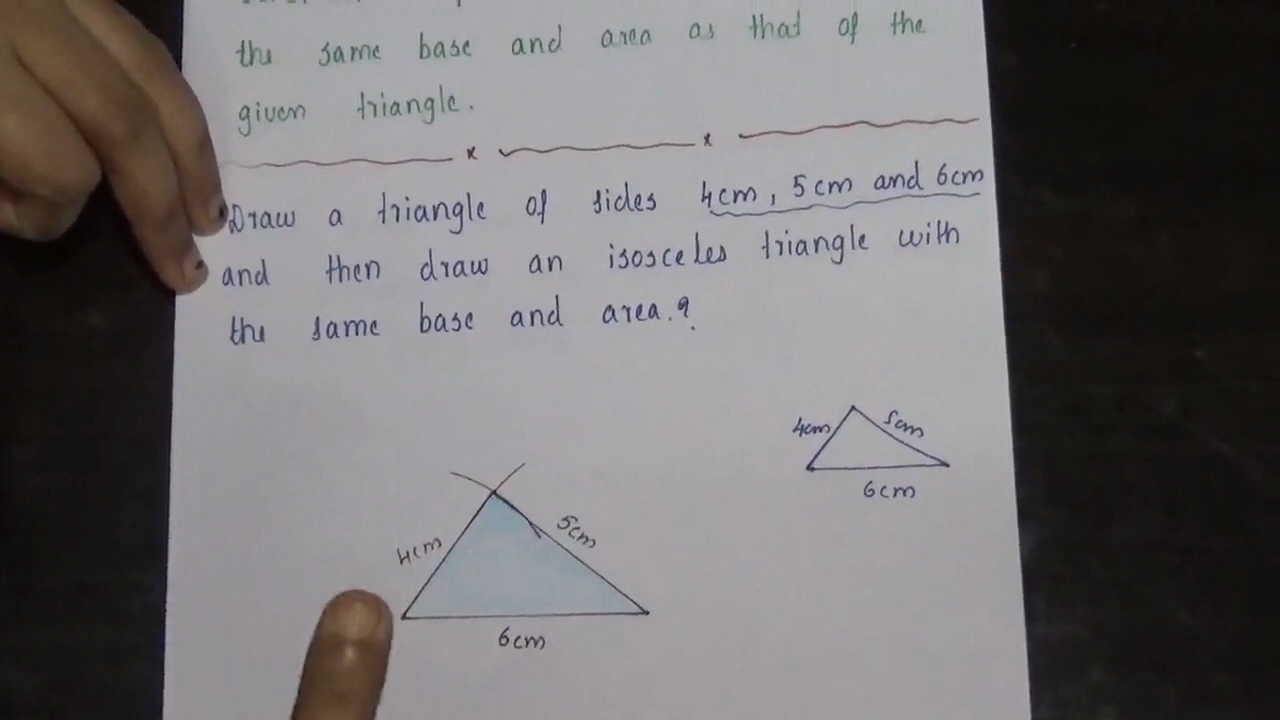 the same base and area as that of the
given triangle.
Draw a triangle of sides 4cm, 5cm and 6cm
and then draw an isosceles triangle with
the same base and area.?
4cm 5cm
6cm
4cm 5cm
6cm